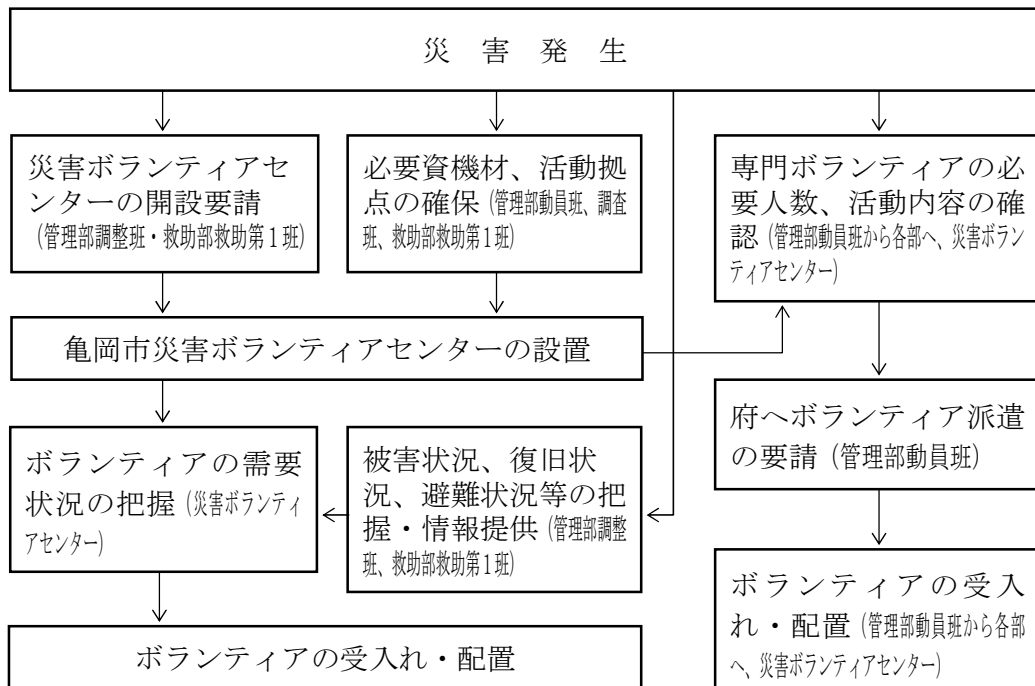 災害発生
災害ボランティアセ
ンターの開設要請
(管理部調整班・救助部救助第1班)
必要資機材、活動拠
点の確保(管理部動員班、調査
班、救助部救助第1班)
専門ボランティアの必
要人数、活動内容の確
認(管理部動員班から各部へ、災害ボラン
ティアセンター)
亀岡市災害ボランティアセンターの設置
ボランティアの需要
状況の把握(災害ボランティ
アセンター)
被害状況、復旧状
況、避難状況等の把
握・情報提供(管理部調整
班、救助部救助第1班)
府へボランティア派遣
の要請(管理部動員班)
ボランティアの受入れ・配置
ボランティアの受入
れ・配置(管理部動員班から各部
へ、災害ボランティアセンター)